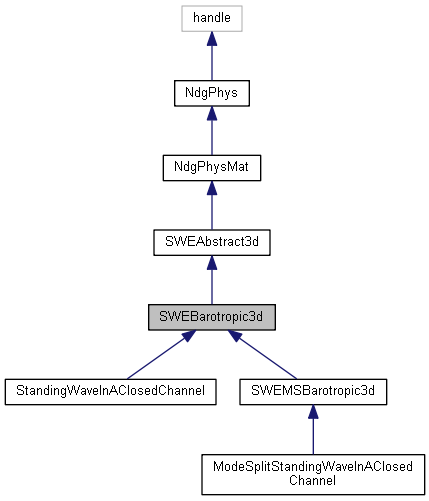 handle
NdgPhys
NdgPhysMat
SWEAbstract3d
SWEBarotropic3d
StandingWaveInAClosedChannel
SWEMSBarotropic3d
ModeSplitStandingWaveInAClosed
Channel